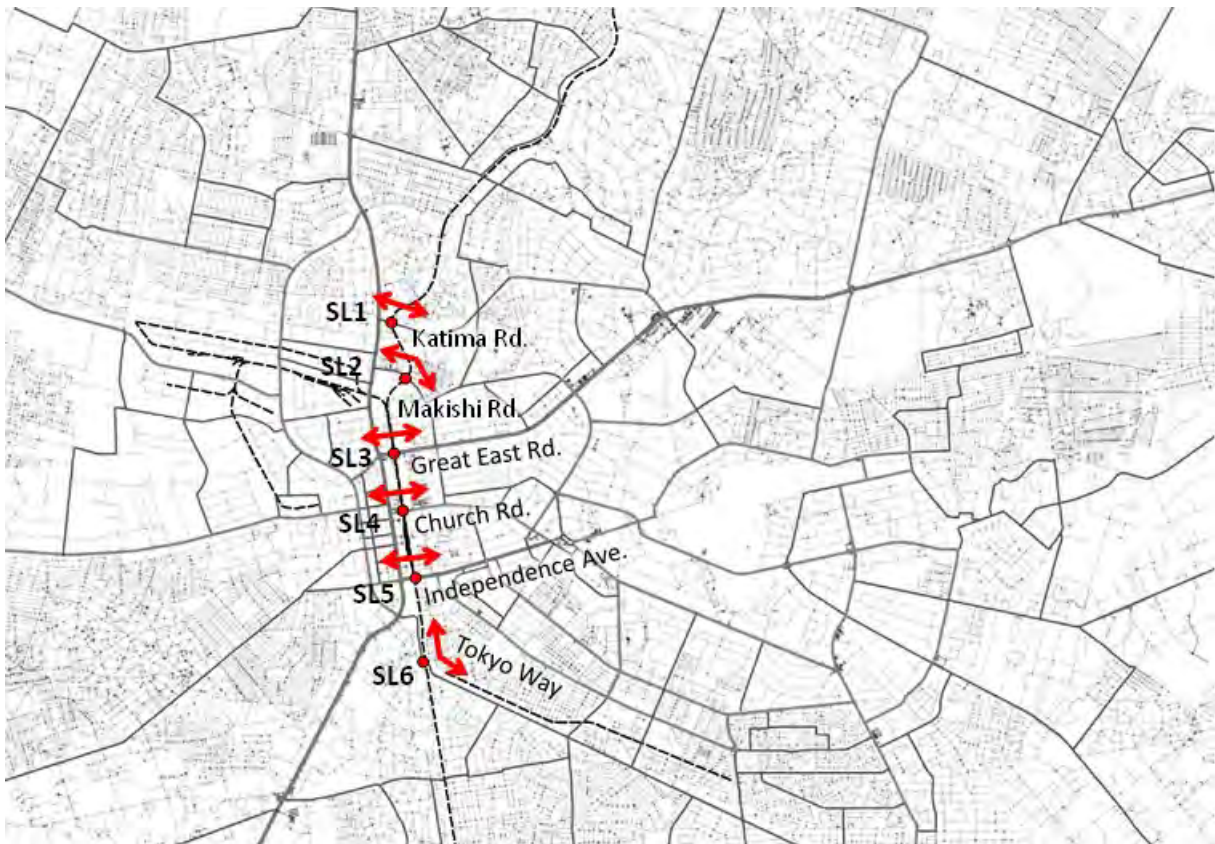 SL1
Katima Rd.
SL2
Makishi Rd.
SL3
Great East Rd.
SL4
Church Rd.
SL5
Independence Ave.
SL6
Tokyo Way